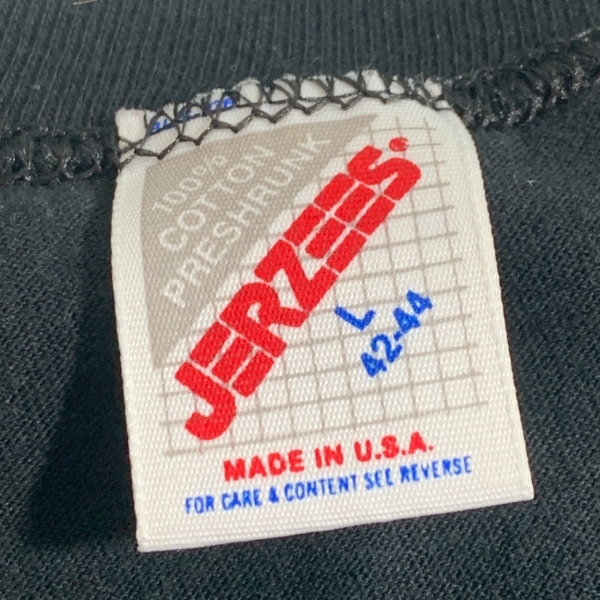 100%
COTTON
PRESHRUNK
JERZEES
L
42-44
MADE IN U.S.A.
FOR CARE & CONTENT SEE REVERSE